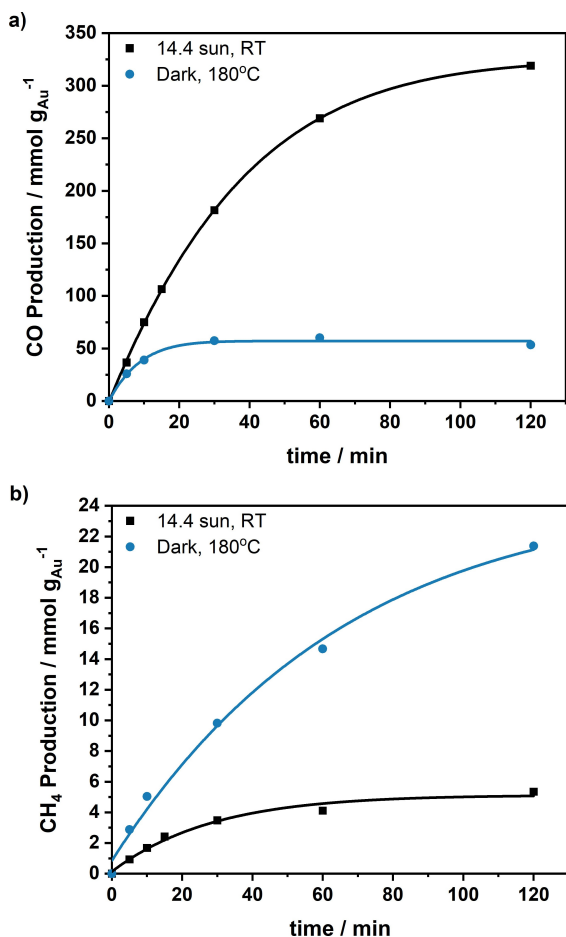 a)
350
300
250
200
150
100
50
0
CO Production / mmol g_Au^-1
14.4 sun, RT
Dark, 180°C
0 20 40 60 80 100 120
time / min
b)
24
22
20
18
16
14
12
10
8
6
4
2
0
CH₄ Production / mmol g_Au^-1
14.4 sun, RT
Dark, 180°C
0 20 40 60 80 100 120
time / min